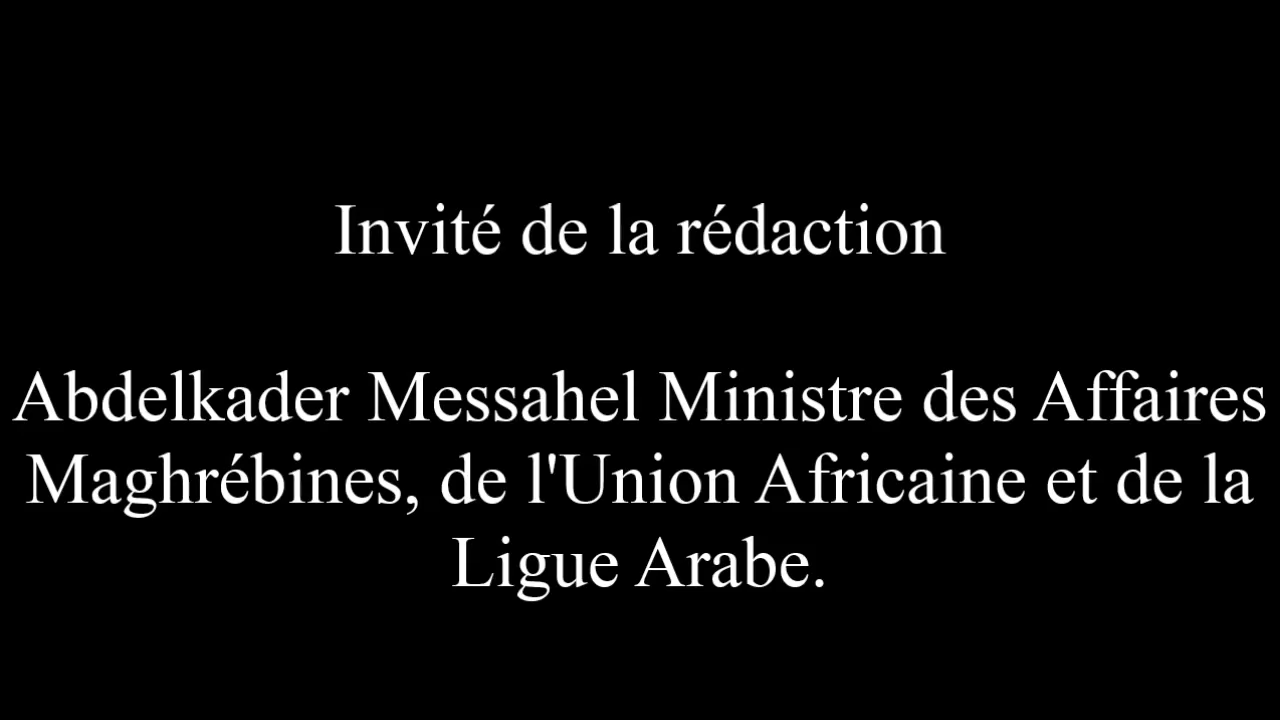 Invité de la rédaction
Abdelkader Messahel Ministre des Affaires
Maghrébines, de l'Union Africaine et de la
Ligue Arabe.